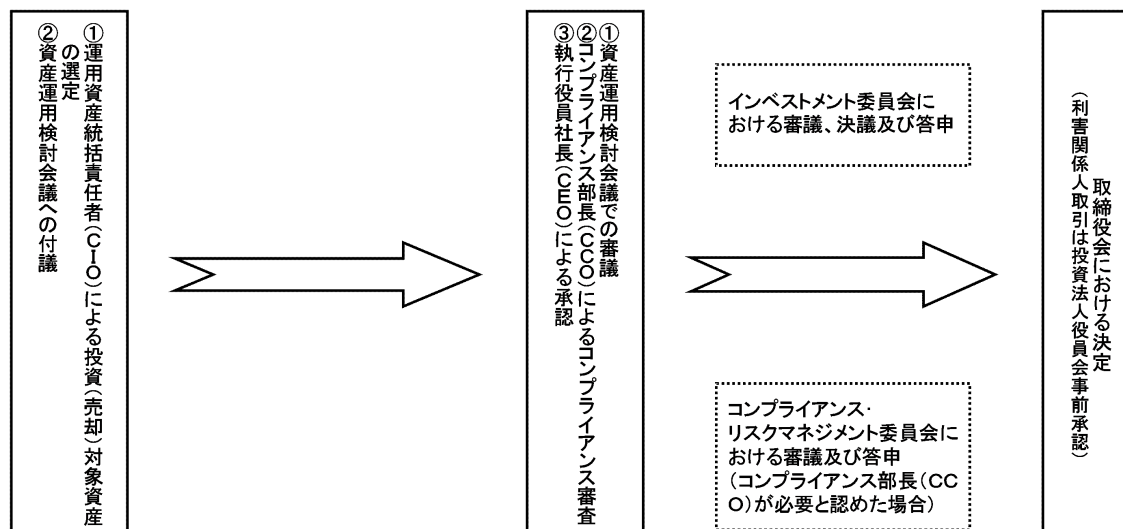 ①運用資産統括責任者(CIO)による投資(売却)対象資産
の選定
②資産運用検討会議への付議
①資産運用検討会議での審議
②コンプライアンス部長(CCO)によるコンプライアンス審査
③執行役員社長(CEO)による承認
インベストメント委員会に
おける審議、決議及び答申
コンプライアンス・
リスクマネジメント委員会に
おける審議及び答申
(コンプライアンス部長(CC
O)が必要と認めた場合)
取締役会における決定
(利害関係人取引は投資法人役員会事前承認)